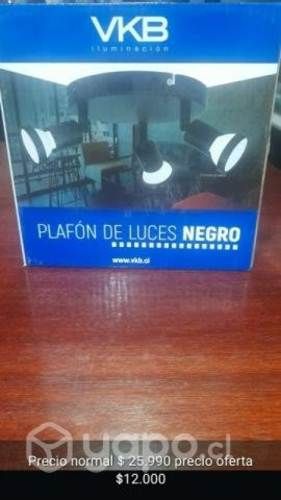 VKB
iluminación
PLAFÓN DE LUCES NEGRO
www.vkb.cl
yapo.cl
Precio normal $ 25.990 precio oferta
$12.000